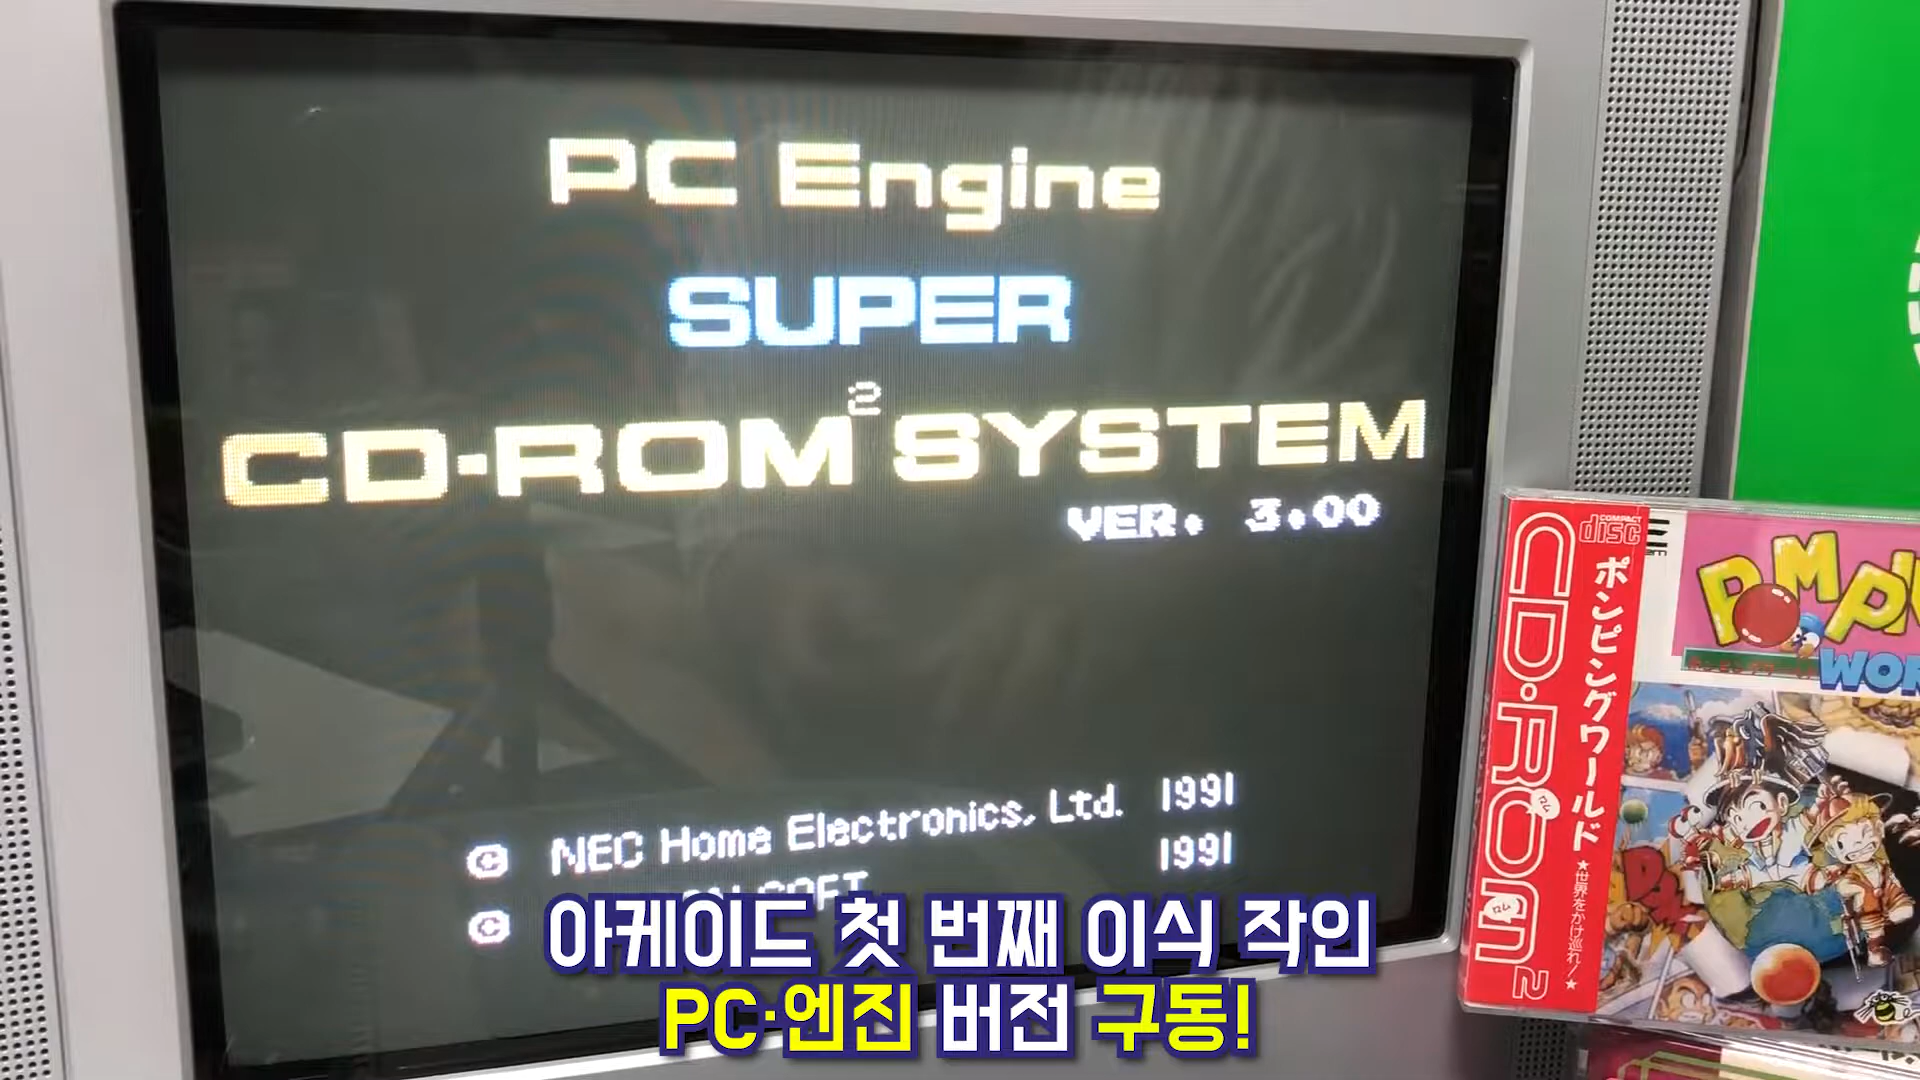 PC Engine
SUPER
CD-ROM² SYSTEM
VER. 3.00
© NEC Home Electronics, Ltd. 1991
© 1991
COMPACT
disc
CD-ROM²
ポンピングワールド
★世界をかけ巡れ!★
아케이드 첫 번째 이식 작인
PC·엔진 버전 구동!